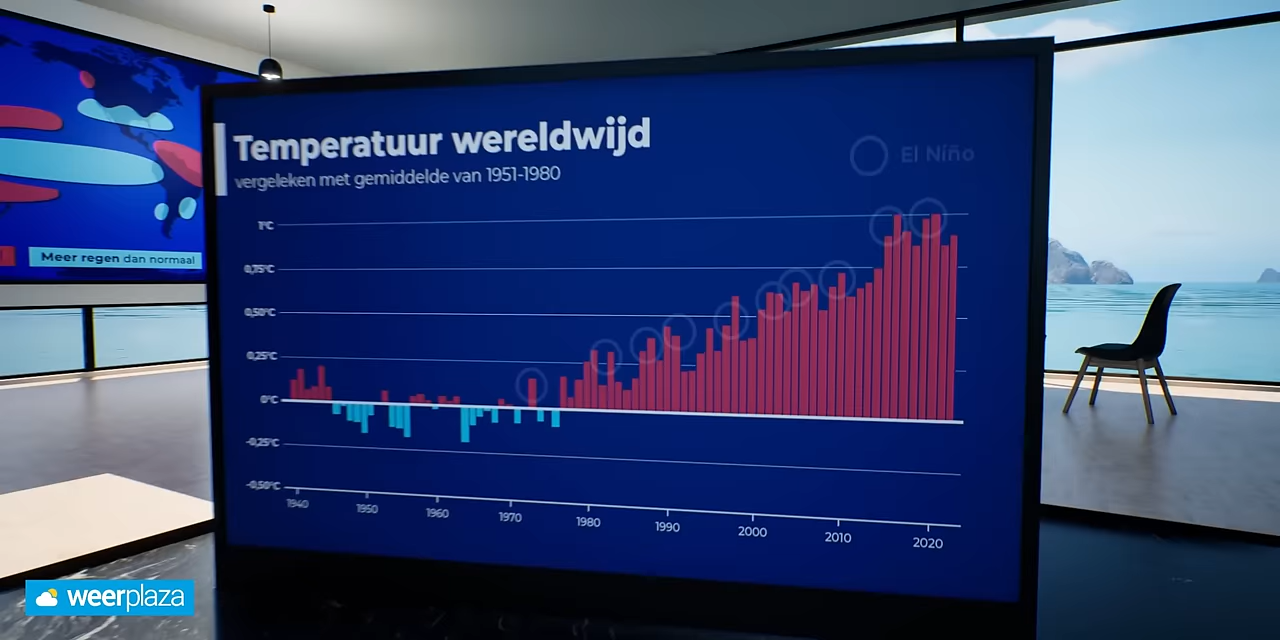 Temperatuur wereldwijd
vergeleken met gemiddelde van 1951-1980
El Niño
1°C
0,75°C
0,50°C
0,25°C
0°C
-0,25°C
-0,50°C
1940
1950
1960
1970
1980
1990
2000
2010
2020
Meer regen dan normaal
weerplaza